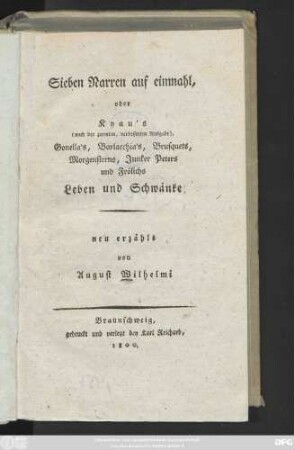 Sieben Narren auf einmahl,
oder
Kyau's
(nach der zweiten, verbesserten Ausgabe),
Gonella's, Barlacchia's, Brusquets,
Morgensterns, Junker Peters
und Frölichs
Leben und Schwänke
neu erzählt
von
August Wilhelmi
Braunschweig,
gedruckt und verlegt bey Karl Reichard,
1800.